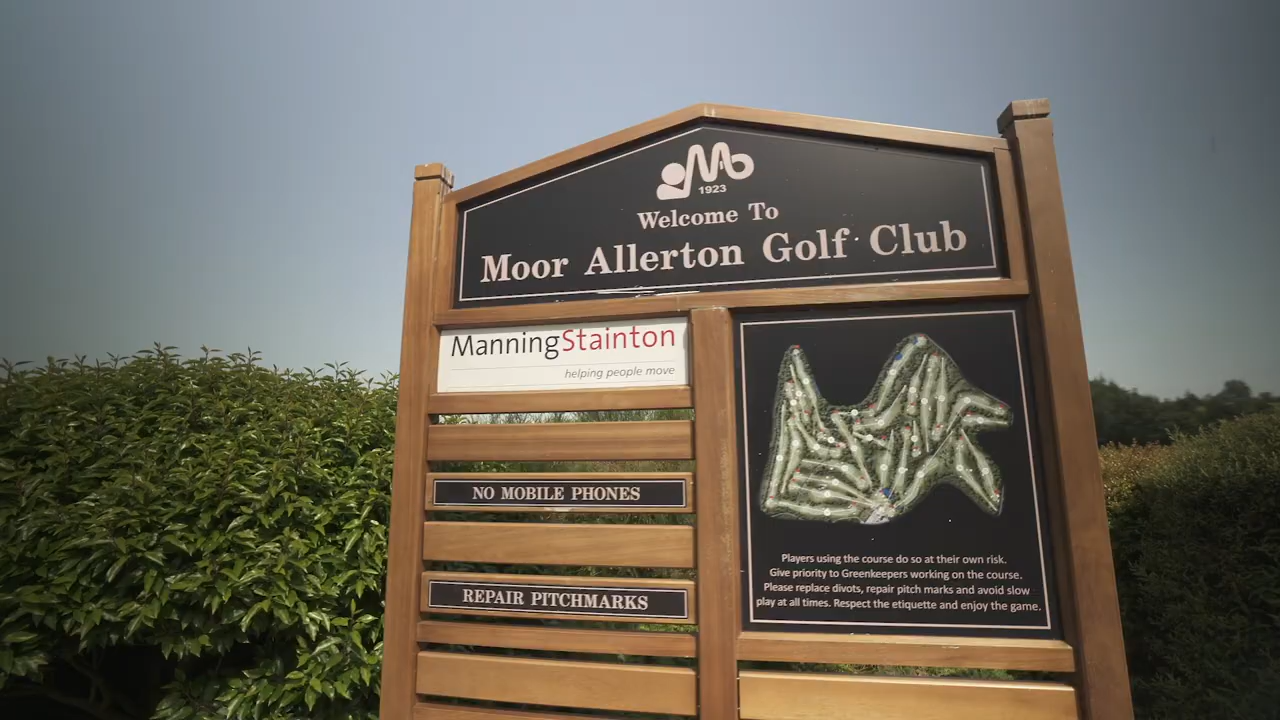 1923
Welcome To
Moor Allerton Golf Club
ManningStainton
helping people move
NO MOBILE PHONES
REPAIR PITCHMARKS
Players using the course do so at their own risk.
Give priority to Greenkeepers working on the course.
Please replace divots, repair pitch marks and avoid slow
play at all times. Respect the etiquette and enjoy the game.